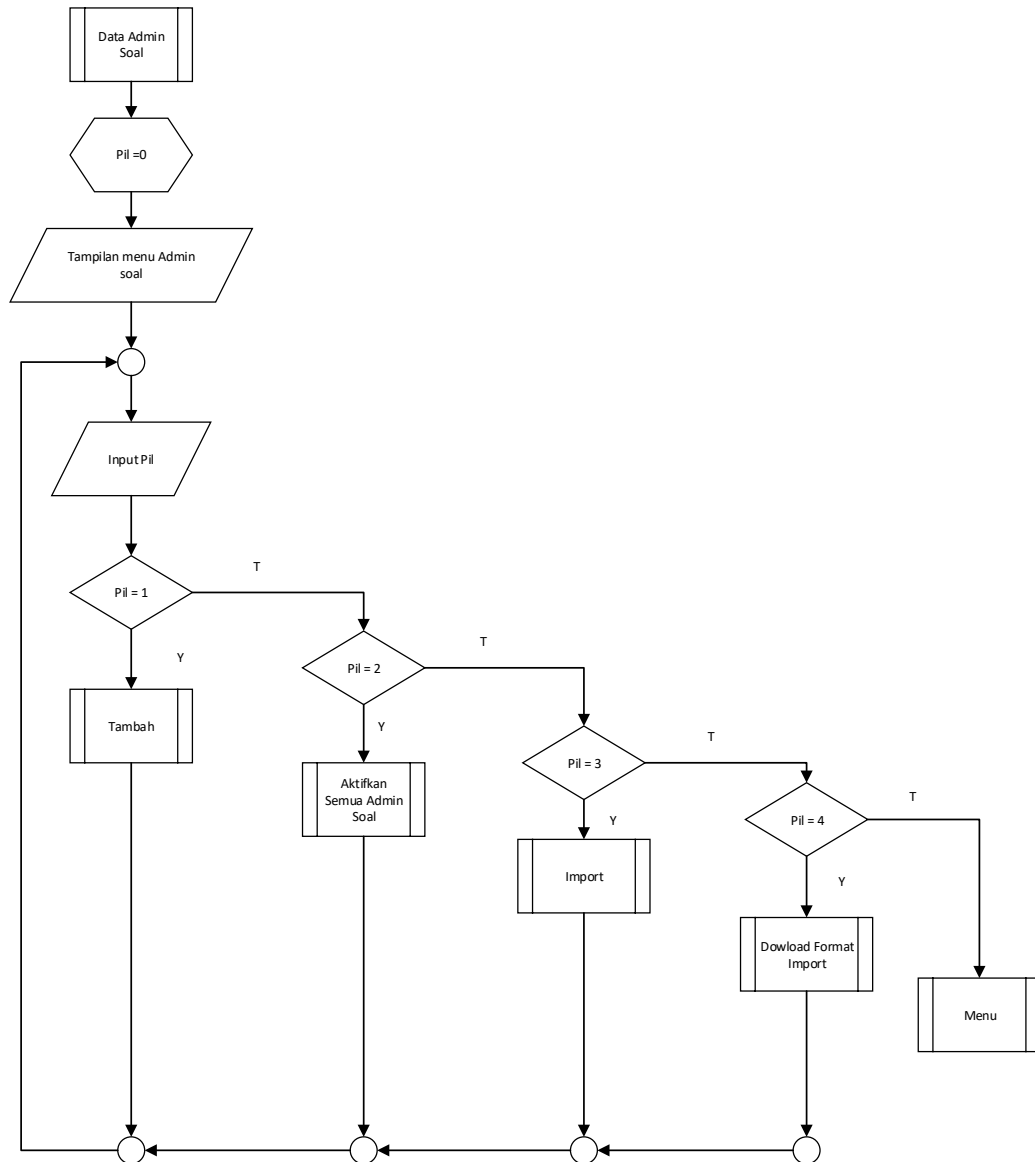 Data Admin
Soal
Pil =0
Tampilan menu Admin
soal
Input Pil
Pil = 1
T
Y
Tambah
Pil = 2
T
Y
Aktifkan
Semua Admin
Soal
Pil = 3
T
Y
Import
Pil = 4
T
Y
Dowload Format
Import
Menu